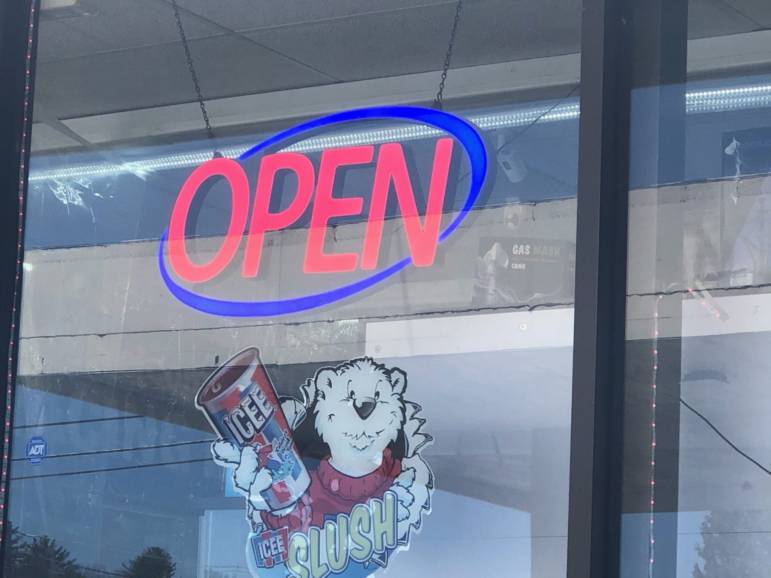 OPEN
GAS MASK
ICEE
ADT
ICEE
SLUSH